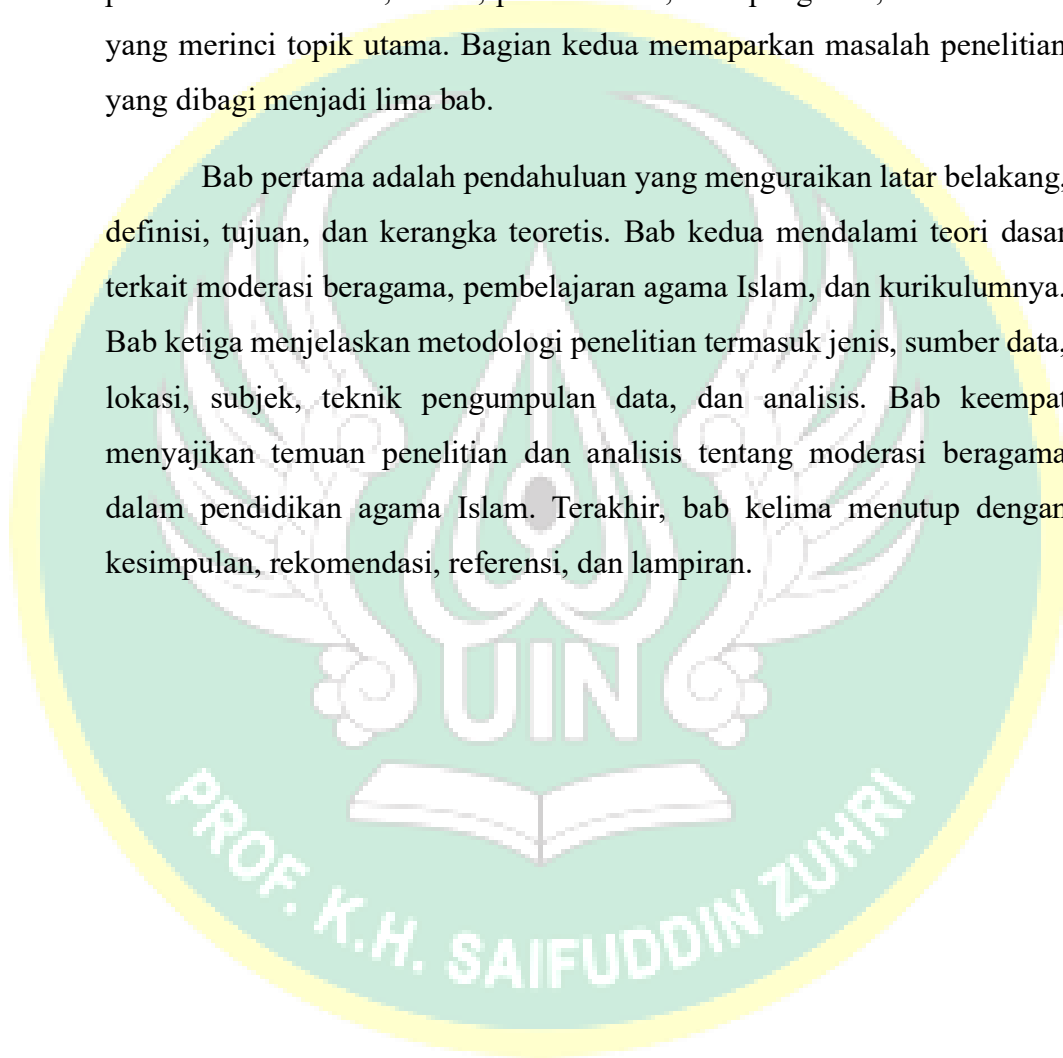 yang merinci topik utama. Bagian kedua memaparkan masalah penelitian
yang dibagi menjadi lima bab.
Bab pertama adalah pendahuluan yang menguraikan latar belakang,
definisi, tujuan, dan kerangka teoretis. Bab kedua mendalami teori dasar
terkait moderasi beragama, pembelajaran agama Islam, dan kurikulumnya.
Bab ketiga menjelaskan metodologi penelitian termasuk jenis, sumber data,
lokasi, subjek, teknik pengumpulan data, dan analisis. Bab keempat
menyajikan temuan penelitian dan analisis tentang moderasi beragama
dalam pendidikan agama Islam. Terakhir, bab kelima menutup dengan
kesimpulan, rekomendasi, referensi, dan lampiran.
UIN
PROF. K.H. SAIFUDDIN ZUHRI